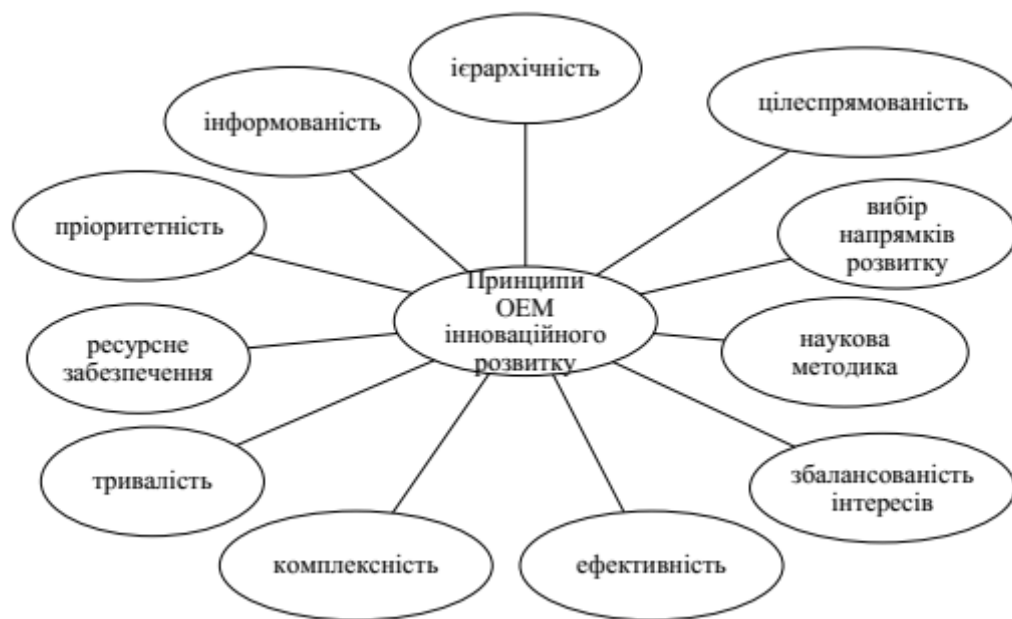 ієрархічність
цілеспрямованість
інформованість
пріоритетність
вибір
напрямків
розвитку
Принципи
ОЕМ
інноваційного
розвитку
ресурсне
забезпечення
наукова
методика
тривалість
збалансованість
інтересів
комплексність
ефективність